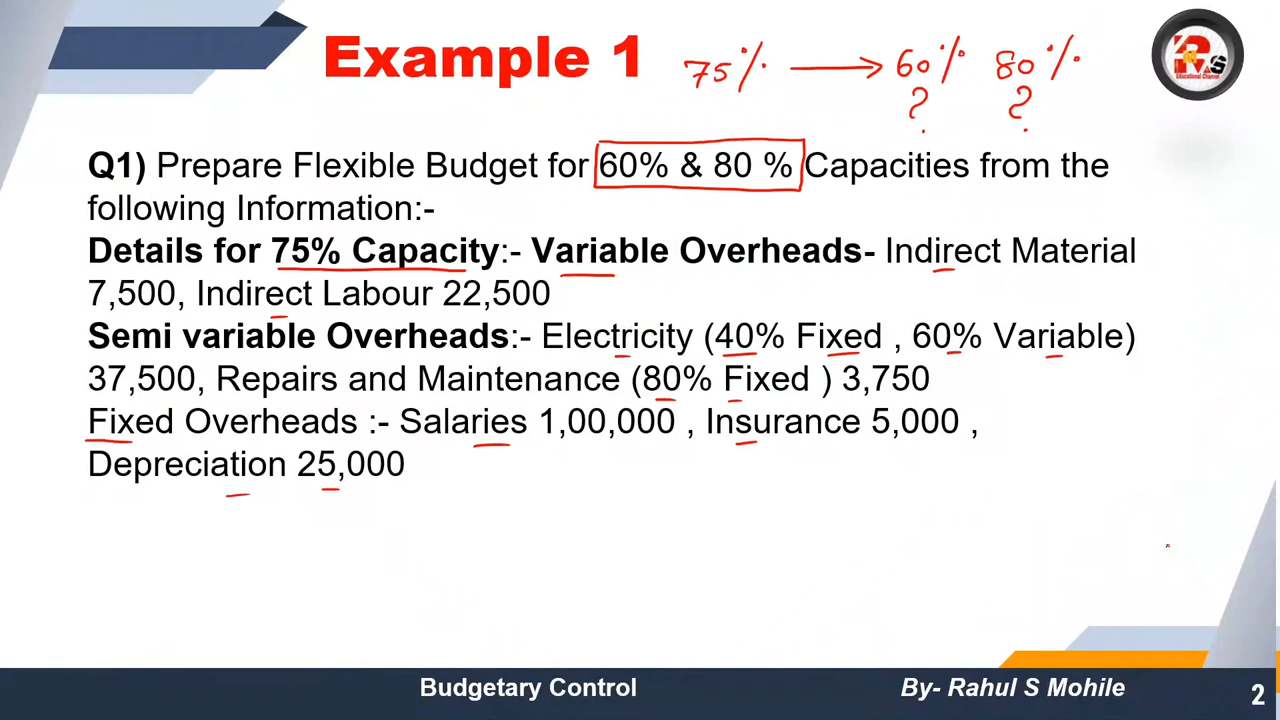 Example 1 75% → 60% 80%
? ?
Q1) Prepare Flexible Budget for 60% & 80 % Capacities from the
following Information:-
Details for 75% Capacity:- Variable Overheads- Indirect Material
7,500, Indirect Labour 22,500
Semi variable Overheads:- Electricity (40% Fixed , 60% Variable)
37,500, Repairs and Maintenance (80% Fixed ) 3,750
Fixed Overheads :- Salaries 1,00,000 , Insurance 5,000 ,
Depreciation 25,000
Educational Channel
Budgetary Control By- Rahul S Mohile 2